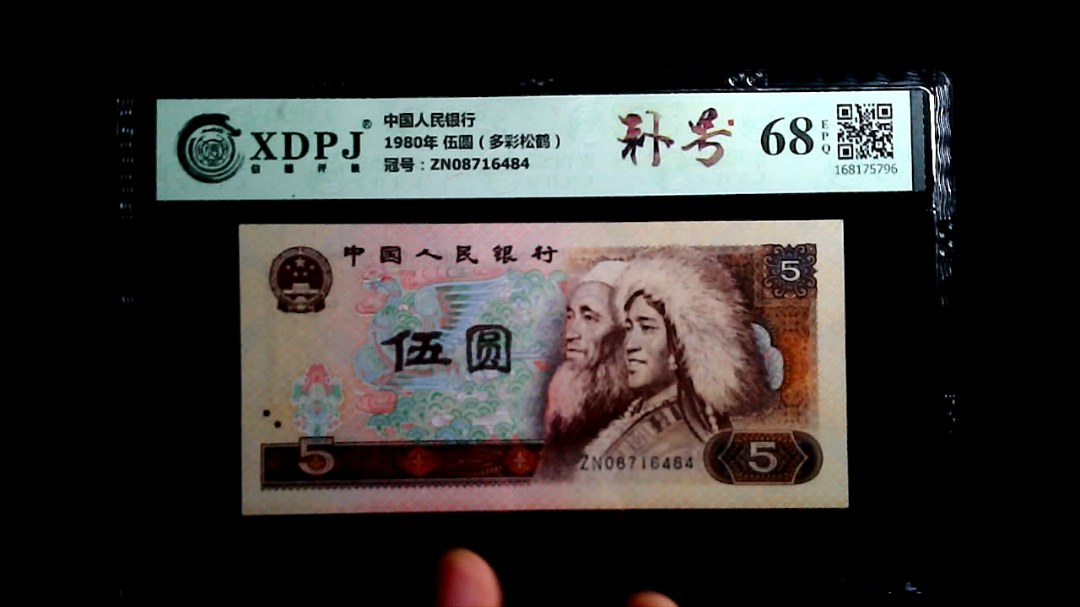 XDPJ®
中国人民银行
1980年 伍圆（多彩松鹤）
冠号：ZN08716484
补号
68
EPQ
168175796
中国人民银行
5
伍圆
5
ZN08716484
5